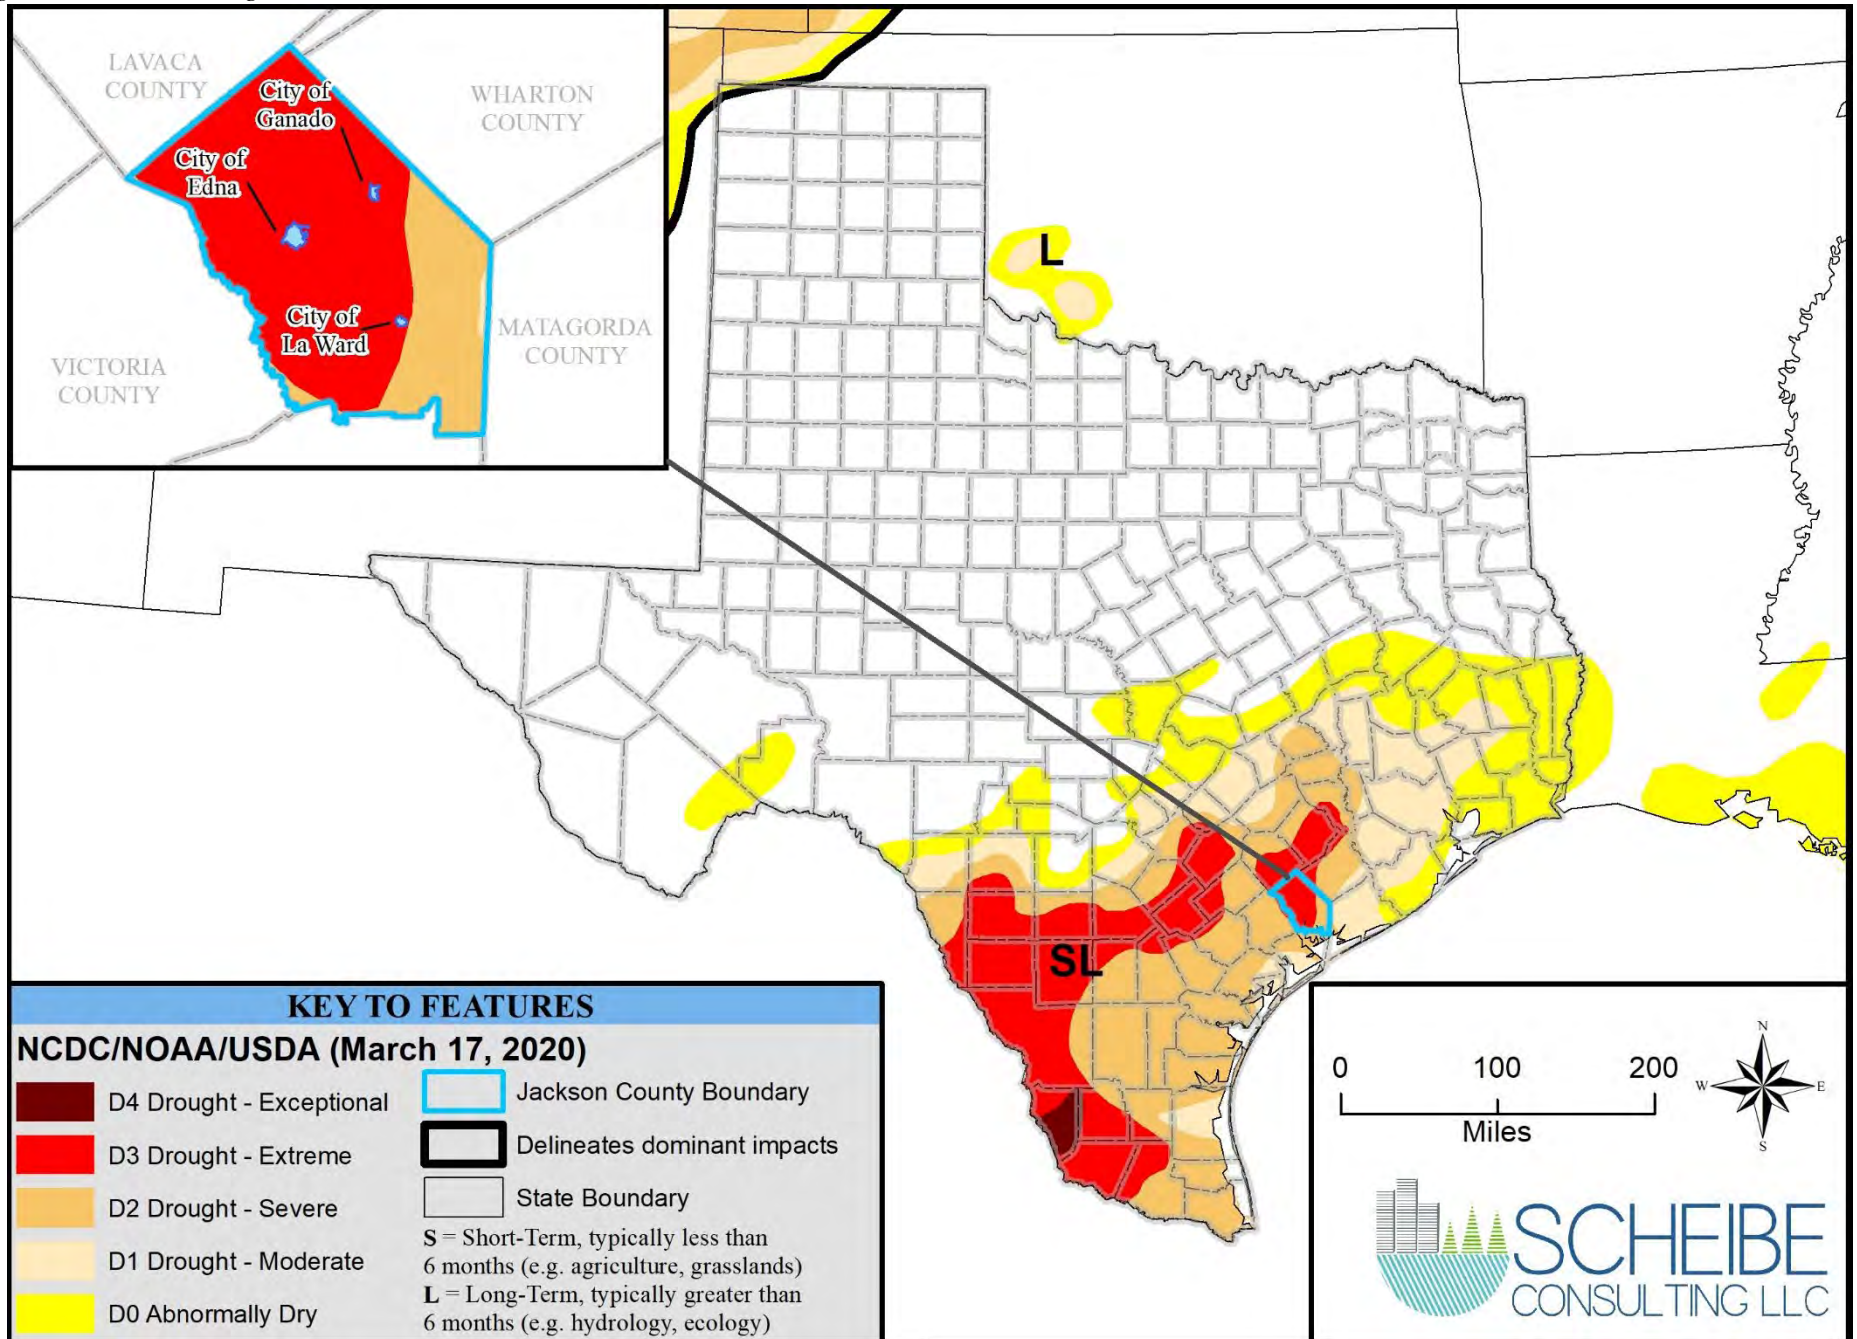 LAVACA
COUNTY
City of
Ganado
WHARTON
COUNTY
City of
Edna
City of
La Ward
MATAGORDA
COUNTY
VICTORIA
COUNTY
L
SL
KEY TO FEATURES
NCDC/NOAA/USDA (March 17, 2020)
D4 Drought - Exceptional
D3 Drought - Extreme
D2 Drought - Severe
D1 Drought - Moderate
D0 Abnormally Dry
Jackson County Boundary
Delineates dominant impacts
State Boundary
S = Short-Term, typically less than
6 months (e.g. agriculture, grasslands)
L = Long-Term, typically greater than
6 months (e.g. hydrology, ecology)
0 100 200
Miles
N
W E
S
SCHEIBE
CONSULTING LLC